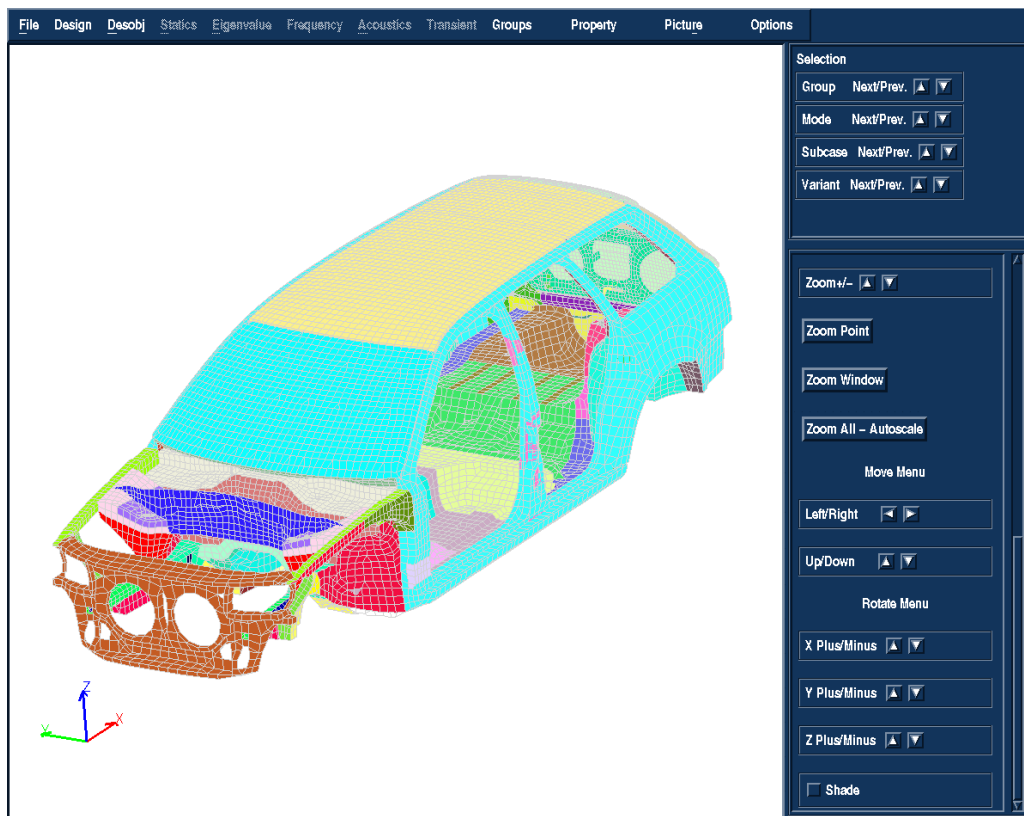 File Design Desobj Statics Eigenvalue Frequency Acoustics Transient Groups Property Picture Options
Selection
Group Next/Prev.
Mode Next/Prev.
Subcase Next/Prev.
Variant Next/Prev.
Zoom+/-
Zoom Point
Zoom Window
Zoom All - Autoscale
Move Menu
Left/Right
Up/Down
Rotate Menu
X Plus/Minus
Y Plus/Minus
Z Plus/Minus
Shade
Z
X
Y